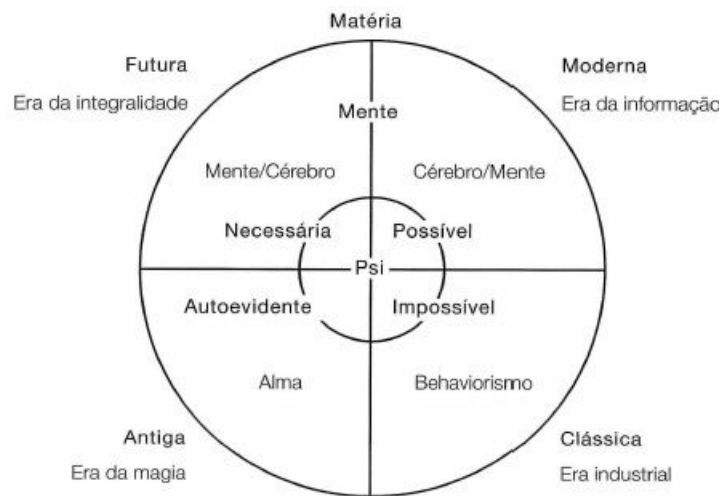 Matéria
Futura
Moderna
Era da integralidade
Era da informação
Mente
Mente/Cérebro
Cérebro/Mente
Necessária
Possível
Psi
Autoevidente
Impossível
Alma
Behaviorismo
Antiga
Clássica
Era da magia
Era industrial